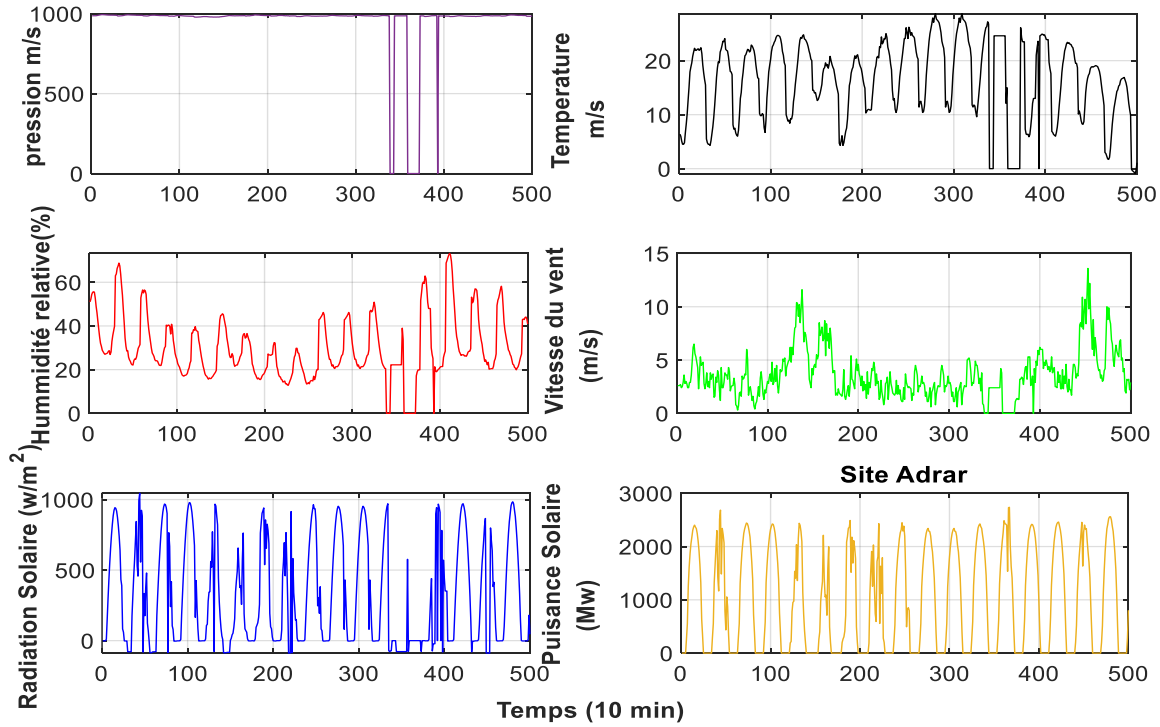 pression m/s
1000
500
0
0 100 200 300 400 500
Temperature
m/s
20
10
0
0 100 200 300 400 500
Hummidité relative(%)
60
40
20
0
0 100 200 300 400 500
Vitesse du vent
(m/s)
15
10
5
0
0 100 200 300 400 500
Radiation Solaire (w/m²)
1000
500
0
0 100 200 300 400 500
Site Adrar
Puisance Solaire
(Mw)
3000
2000
1000
0
0 100 200 300 400 500
Temps (10 min)